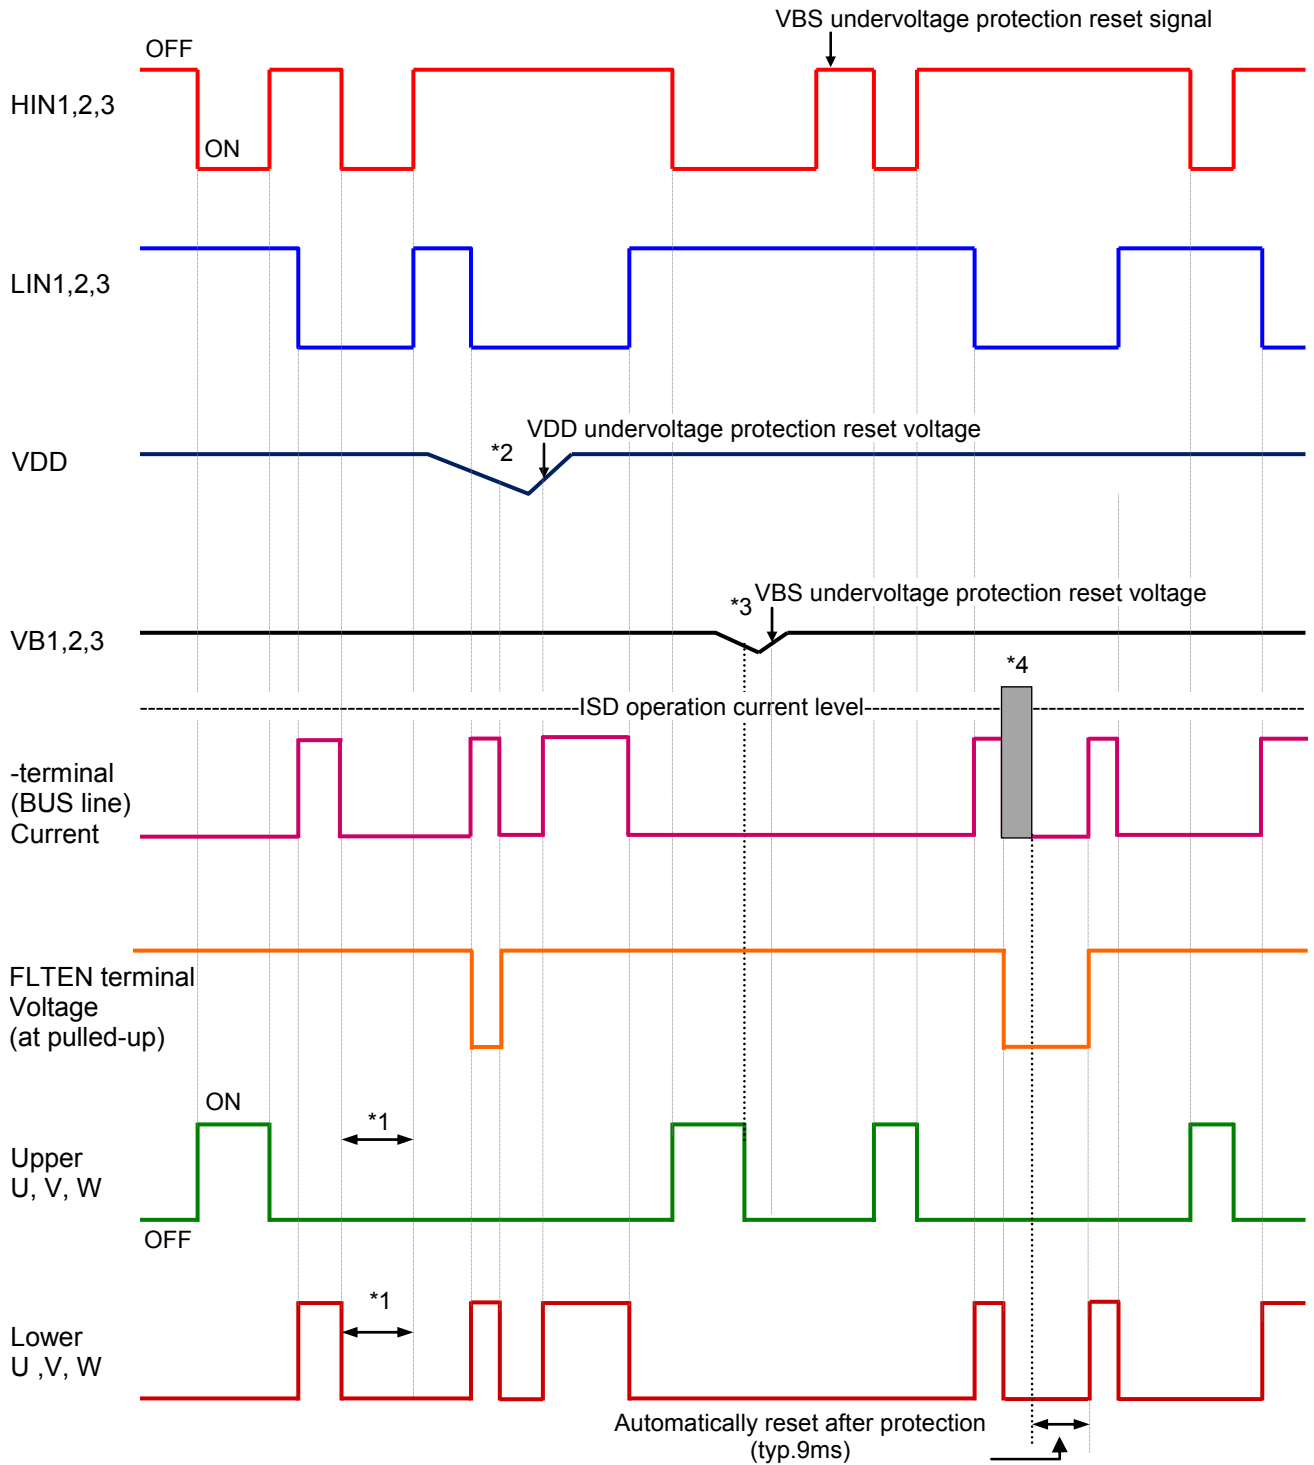 VBS undervoltage protection reset signal
OFF
HIN1,2,3
ON
LIN1,2,3
VDD undervoltage protection reset voltage
*2
VDD
VBS undervoltage protection reset voltage
*3
VB1,2,3
*4
ISD operation current level
-terminal
(BUS line)
Current
FLTEN terminal
Voltage
(at pulled-up)
ON
*1
Upper
U, V, W
OFF
*1
Lower
U ,V, W
Automatically reset after protection
(typ.9ms)